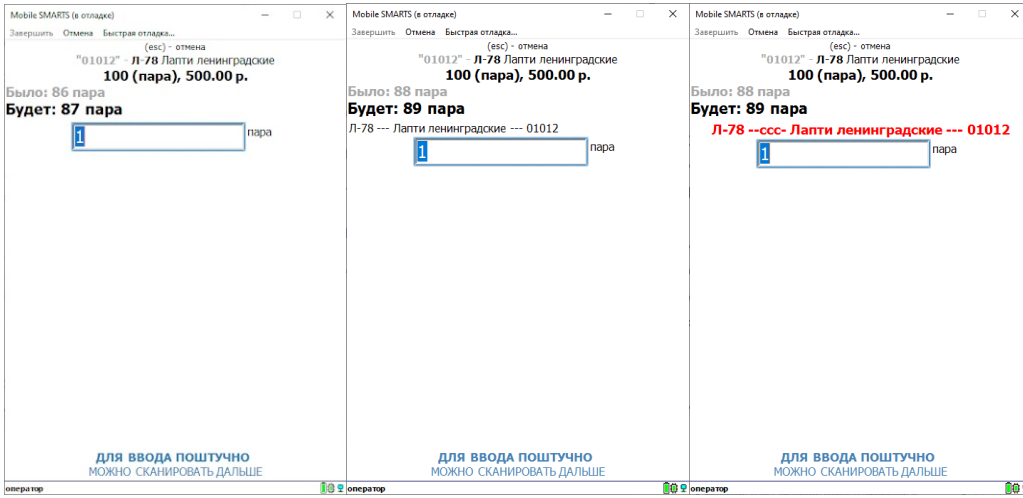 Mobile SMARTS (в отладке)
Завершить Отмена Быстрая отладка...
(esc) - отмена
"01012" - Л-78 Лапти ленинградские
100 (пара), 500.00 р.
Было: 86 пара
Будет: 87 пара
1 пара
ДЛЯ ВВОДА ПОШТУЧНО
МОЖНО СКАНИРОВАТЬ ДАЛЬШЕ
оператор
Mobile SMARTS (в отладке)
Завершить Отмена Быстрая отладка...
(esc) - отмена
"01012" - Л-78 Лапти ленинградские
100 (пара), 500.00 р.
Было: 88 пара
Будет: 89 пара
Л-78 --- Лапти ленинградские --- 01012
1 пара
ДЛЯ ВВОДА ПОШТУЧНО
МОЖНО СКАНИРОВАТЬ ДАЛЬШЕ
оператор
Mobile SMARTS (в отладке)
Завершить Отмена Быстрая отладка...
(esc) - отмена
"01012" - Л-78 Лапти ленинградские
100 (пара), 500.00 р.
Было: 88 пара
Будет: 89 пара
Л-78 --ссс- Лапти ленинградские --- 01012
1 пара
ДЛЯ ВВОДА ПОШТУЧНО
МОЖНО СКАНИРОВАТЬ ДАЛЬШЕ
оператор